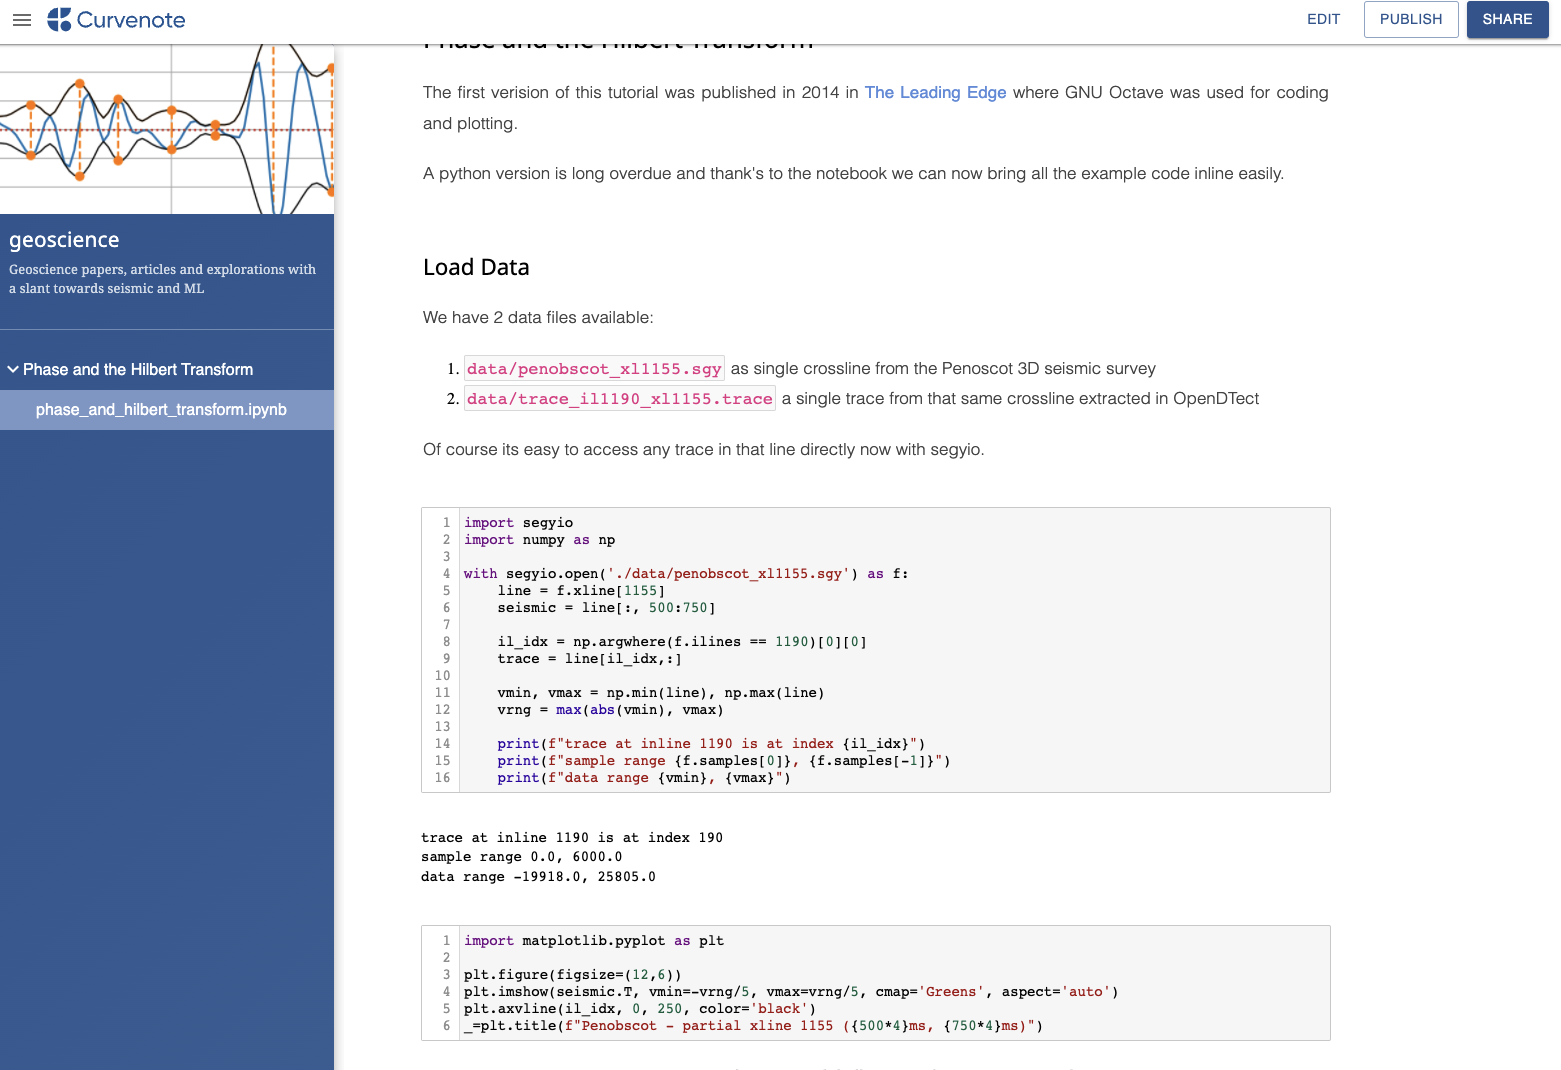 Curvenote
EDIT
PUBLISH
SHARE
geoscience
Geoscience papers, articles and explorations with
a slant towards seismic and ML
Phase and the Hilbert Transform
phase_and_hilbert_transform.ipynb
Phase and the Hilbert Transform
The first verision of this tutorial was published in 2014 in The Leading Edge where GNU Octave was used for coding
and plotting.
A python version is long overdue and thank's to the notebook we can now bring all the example code inline easily.
Load Data
We have 2 data files available:
1. data/penobscot_xl1155.sgy as single crossline from the Penoscot 3D seismic survey
2. data/trace_il1190_xl1155.trace a single trace from that same crossline extracted in OpenDTect
Of course its easy to access any trace in that line directly now with segyio.
1 import segyio
2 import numpy as np
3
4 with segyio.open('./data/penobscot_xl1155.sgy') as f:
5     line = f.xline[1155]
6     seismic = line[:, 500:750]
7
8     il_idx = np.argwhere(f.ilines == 1190)[0][0]
9     trace = line[il_idx,:]
10
11     vmin, vmax = np.min(line), np.max(line)
12     vrng = max(abs(vmin), vmax)
13
14     print(f"trace at inline 1190 is at index {il_idx}")
15     print(f"sample range {f.samples[0]}, {f.samples[-1]}")
16     print(f"data range {vmin}, {vmax}")
trace at inline 1190 is at index 190
sample range 0.0, 6000.0
data range -19918.0, 25805.0
1 import matplotlib.pyplot as plt
2
3 plt.figure(figsize=(12,6))
4 plt.imshow(seismic.T, vmin=-vrng/5, vmax=vrng/5, cmap='Greens', aspect='auto')
5 plt.axvline(il_idx, 0, 250, color='black')
6 _=plt.title(f"Penobscot - partial xline 1155 ({500*4}ms, {750*4}ms)")